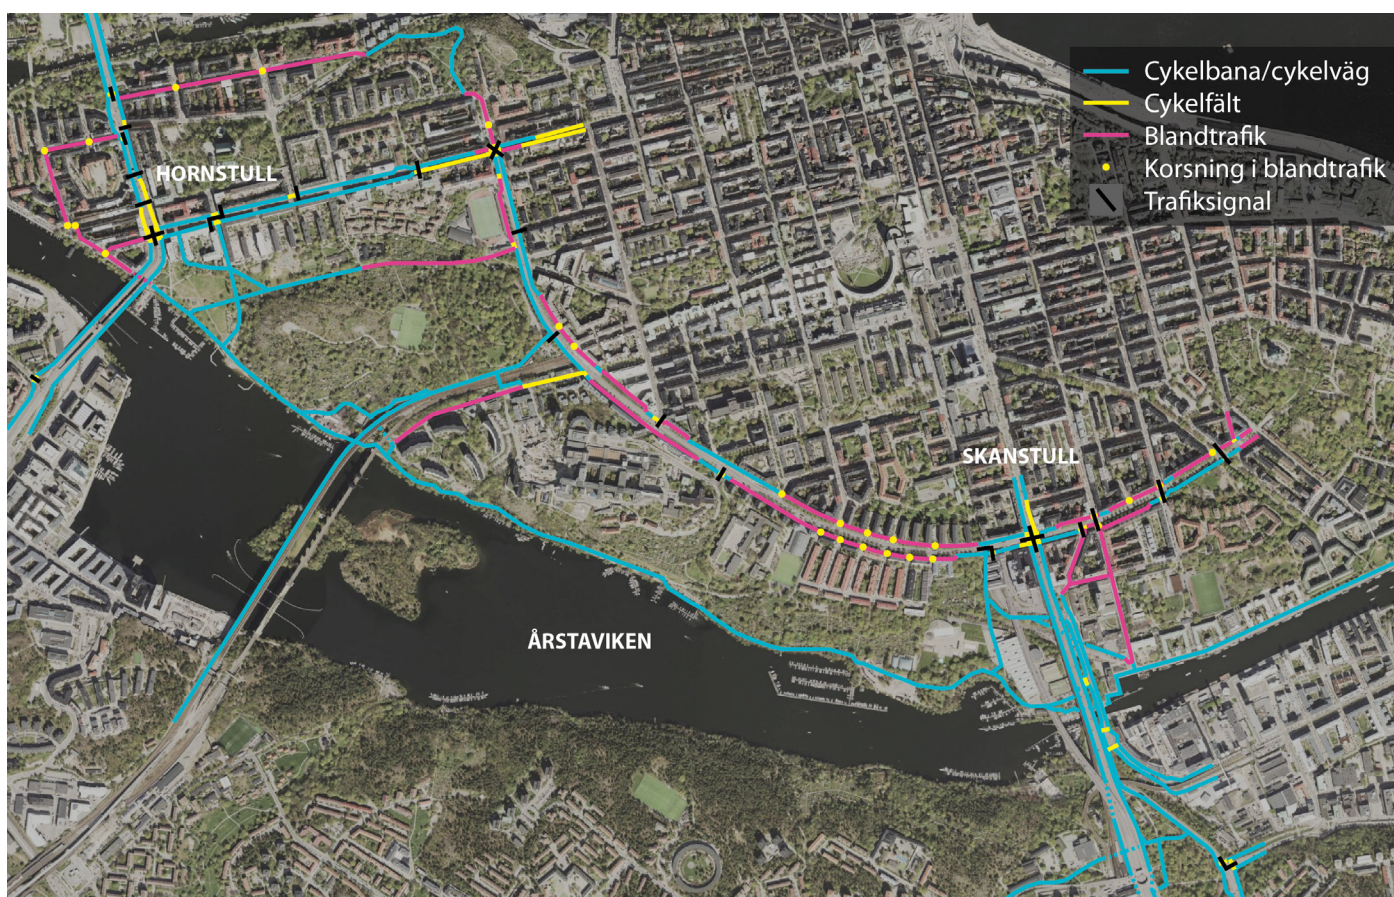 Cykelbana/cykelväg
Cykelfält
Blandtrafik
Korsning i blandtrafik
Trafiksignal
HORNSTULL
SKANSTULL
ÅRSTAVIKEN